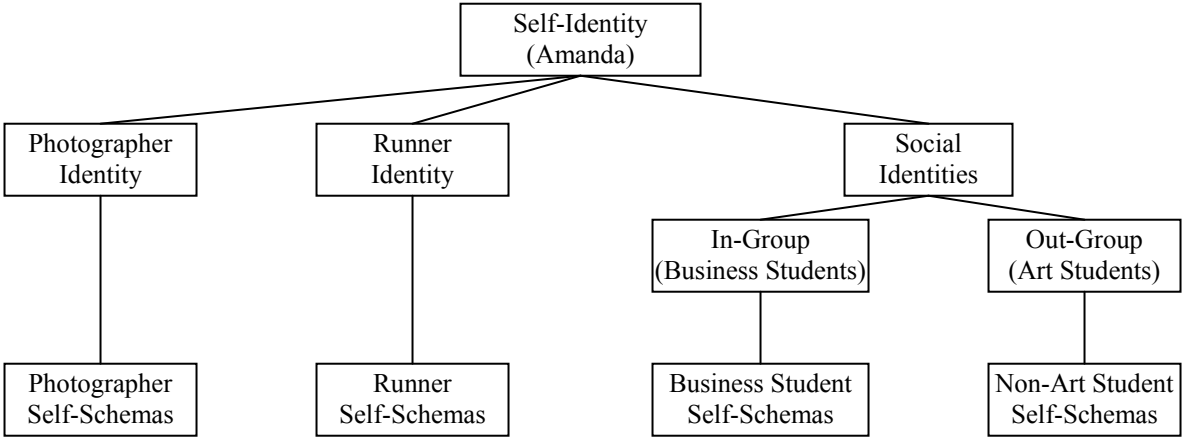 Self-Identity
(Amanda)
Photographer
Identity
Runner
Identity
Social
Identities
In-Group
(Business Students)
Out-Group
(Art Students)
Photographer
Self-Schemas
Runner
Self-Schemas
Business Student
Self-Schemas
Non-Art Student
Self-Schemas